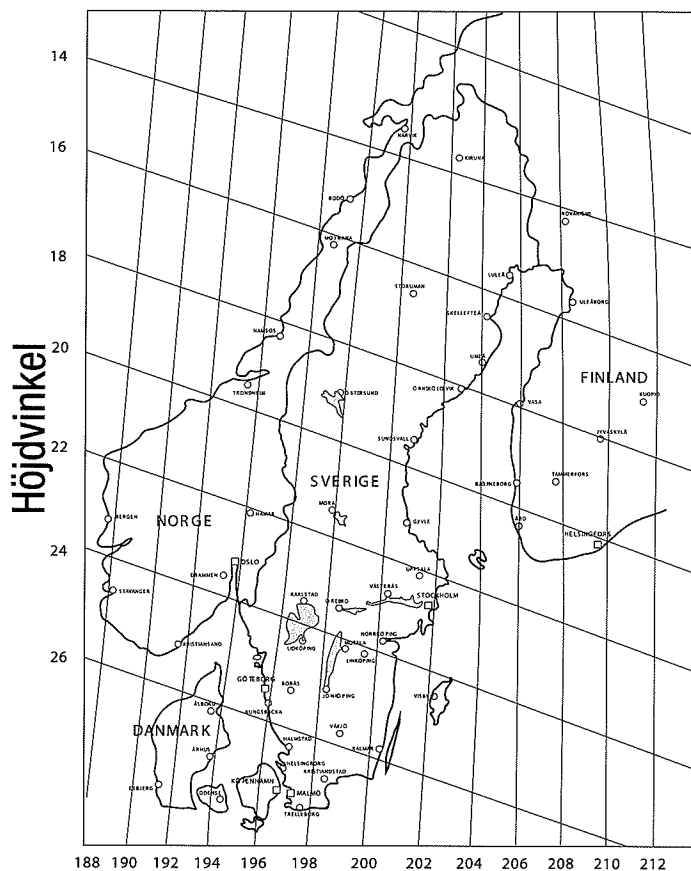 14
16
18
20
22
24
26
Höjdvinkel
NARVIK
KIRUNA
BODÖ
ROVANIEMI
MO I RANA
LULEÅ
STORUMAN
ULEÅBORG
SKELLEFTEÅ
NAMSOS
UMEÅ
TRONDHEIM
ÖRNSKÖLDSVIK
ÖSTERSUND
FINLAND
VASA
KUOPIO
SUNDSVALL
JYVÄSKYLÄ
SVERIGE
BJÖRNEBORG
TAMMERFORS
MORA
HAMAR
BERGEN
NORGE
GÄVLE
ÅBO
HELSINGFORS
OSLO
DRAMMEN
UPPSALA
STAVANGER
VÄSTERÅS
KARLSTAD
ÖREBRO
STOCKHOLM
KRISTIANSAND
LIDKÖPING
NORRKÖPING
MOTALA
LINKÖPING
GÖTEBORG
BORÅS
JÖNKÖPING
VISBY
ÅLBORG
KUNGSBACKA
DANMARK
VÄXJÖ
HALMSTAD
KALMAR
ÅRHUS
HELSINGBORG
KRISTIANSTAD
ESBJERG
KÖPENHAMN
ODENSE
MALMÖ
TRELLEBORG
188 190 192 194 196 198 200 202 204 206 208 210 212